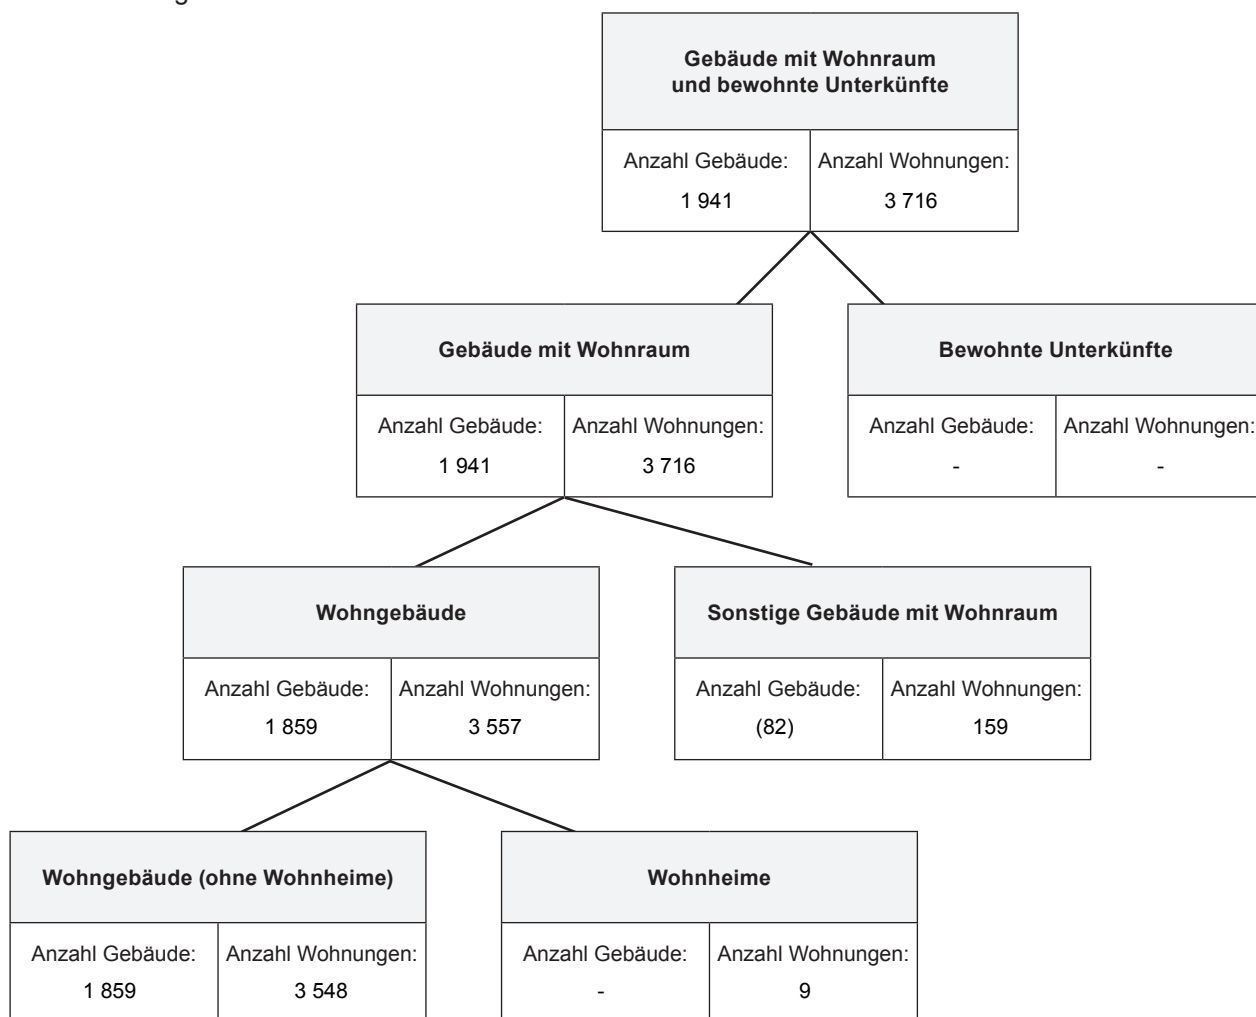 Gebäude mit Wohnraum
und bewohnte Unterkünfte
Anzahl Gebäude: Anzahl Wohnungen:
1 941 3 716
Gebäude mit Wohnraum Bewohnte Unterkünfte
Anzahl Gebäude: Anzahl Wohnungen: Anzahl Gebäude: Anzahl Wohnungen:
1 941 3 716 - -
Wohngebäude Sonstige Gebäude mit Wohnraum
Anzahl Gebäude: Anzahl Wohnungen: Anzahl Gebäude: Anzahl Wohnungen:
1 859 3 557 (82) 159
Wohngebäude (ohne Wohnheime) Wohnheime
Anzahl Gebäude: Anzahl Wohnungen: Anzahl Gebäude: Anzahl Wohnungen:
1 859 3 548 - 9